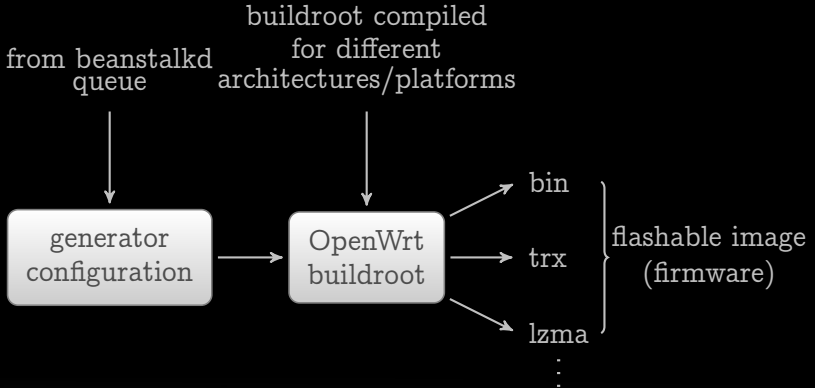 from beanstalkd
queue
buildroot compiled
for different
architectures/platforms
generator
configuration
OpenWrt
buildroot
bin
trx
lzma
⋮
flashable image
(firmware)